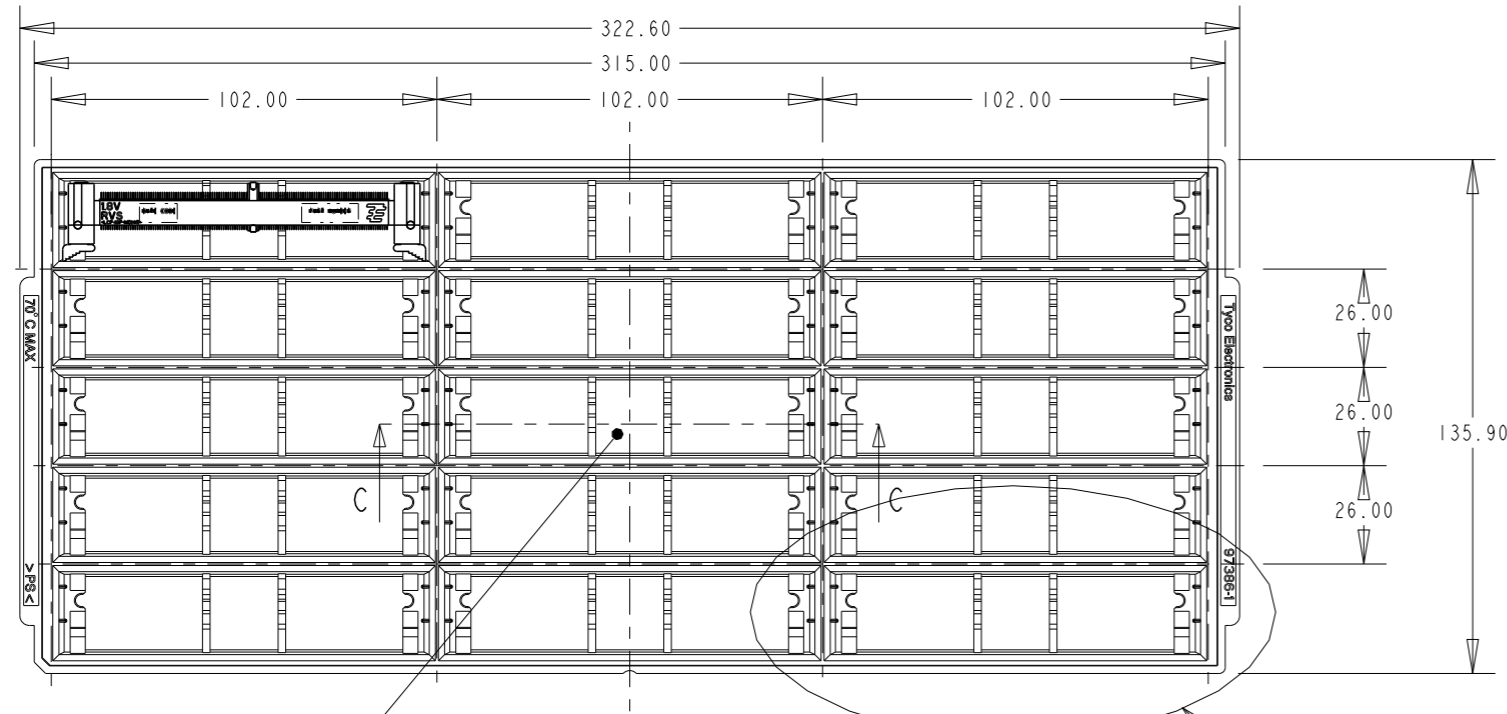 322.60
315.00
102.00 102.00 102.00
1.8V
RVS
70°C MAX
Tyco Electronics
26.00
26.00
135.90
26.00
C C
>PS<
97386-1